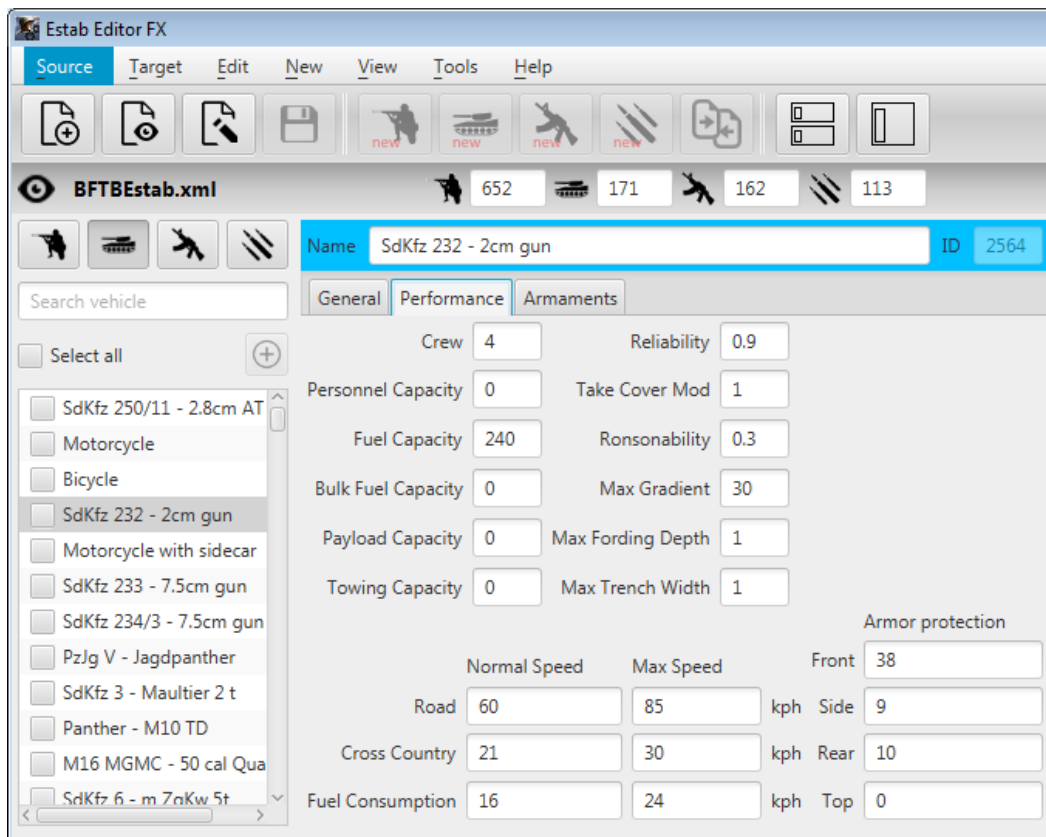 Estab Editor FX
Source Target Edit New View Tools Help
new new new new
BFTBEstab.xml 652 171 162 113
Name SdKfz 232 - 2cm gun ID 2564
Search vehicle
General Performance Armaments
Select all
SdKfz 250/11 - 2.8cm AT
Motorcycle
Bicycle
SdKfz 232 - 2cm gun
Motorcycle with sidecar
SdKfz 233 - 7.5cm gun
SdKfz 234/3 - 7.5cm gun
PzJg V - Jagdpanther
SdKfz 3 - Maultier 2 t
Panther - M10 TD
M16 MGMC - 50 cal Qua
SdKfz 6 - m ZgKw 5t
Crew 4 Reliability 0.9
Personnel Capacity 0 Take Cover Mod 1
Fuel Capacity 240 Ronsonability 0.3
Bulk Fuel Capacity 0 Max Gradient 30
Payload Capacity 0 Max Fording Depth 1
Towing Capacity 0 Max Trench Width 1
Armor protection
Normal Speed Max Speed Front 38
Road 60 85 kph Side 9
Cross Country 21 30 kph Rear 10
Fuel Consumption 16 24 kph Top 0